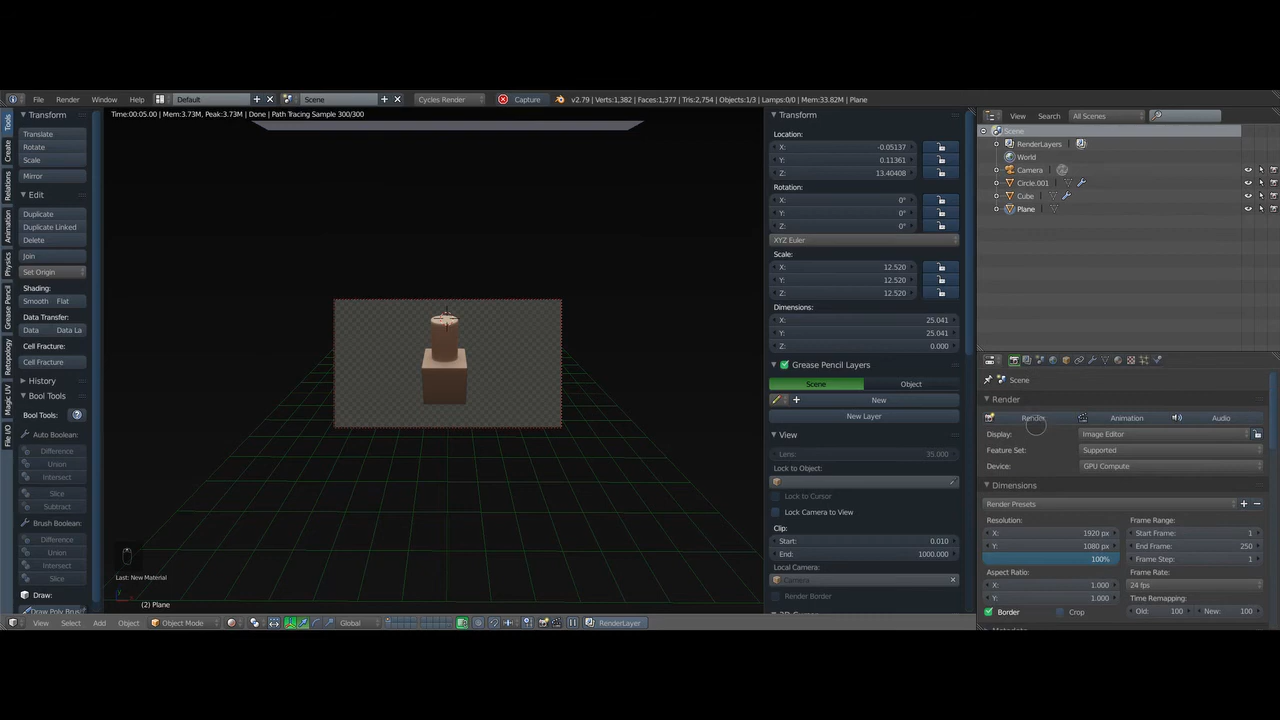 File Render Window Help Default Scene Cycles Render Capture v2.79 | Verts:1,382 | Faces:1,377 | Tris:2,754 | Objects:1/3 | Lamps:0/0 | Mem:33.82M | Plane
Time:00:05.00 | Mem:3.73M, Peak:3.73M | Done | Path Tracing Sample 300/300
Tools
Create
Relations
Animation
Physics
Grease Pencil
Retopology
Magic UV
File I/O
Transform
Translate
Rotate
Scale
Mirror
Edit
Duplicate
Duplicate Linked
Delete
Join
Set Origin
Shading:
Smooth Flat
Data Transfer:
Data Data La
Cell Fracture:
Cell Fracture
History
Bool Tools
Bool Tools:
Auto Boolean:
Difference
Union
Intersect
Slice
Subtract
Brush Boolean:
Difference
Union
Intersect
Slice
Draw:
Draw Poly Brus
Last: New Material
(2) Plane
View Select Add Object Object Mode Global RenderLayer
Transform
Location:
X: -0.05137
Y: 0.11361
Z: 13.40408
Rotation:
X: 0°
Y: 0°
Z: 0°
XYZ Euler
Scale:
X: 12.520
Y: 12.520
Z: 12.520
Dimensions:
X: 25.041
Y: 25.041
Z: 0.000
Grease Pencil Layers
Scene Object
New
New Layer
View
Lens: 35.000
Lock to Object:
Lock to Cursor
Lock Camera to View
Clip:
Start: 0.010
End: 1000.000
Local Camera:
Camera
Render Border
View Search All Scenes
Scene
RenderLayers
World
Camera
Circle.001
Cube
Plane
Scene
Render
Render Animation Audio
Display: Image Editor
Feature Set: Supported
Device: GPU Compute
Dimensions
Render Presets
Resolution: Frame Range:
X: 1920 px Start Frame: 1
Y: 1080 px End Frame: 250
100% Frame Step: 1
Aspect Ratio: Frame Rate:
X: 1.000 24 fps
Y: 1.000 Time Remapping:
Border Crop Old: 100 New: 100